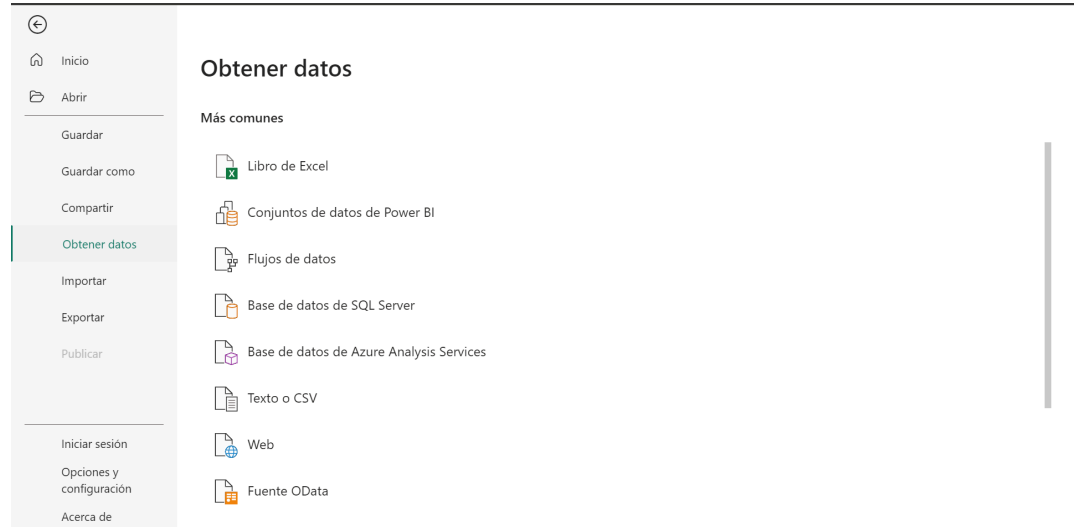 Inicio
Abrir
Guardar
Guardar como
Compartir
Obtener datos
Importar
Exportar
Publicar
Iniciar sesión
Opciones y
configuración
Acerca de
Obtener datos
Más comunes
Libro de Excel
Conjuntos de datos de Power BI
Flujos de datos
Base de datos de SQL Server
Base de datos de Azure Analysis Services
Texto o CSV
Web
Fuente OData